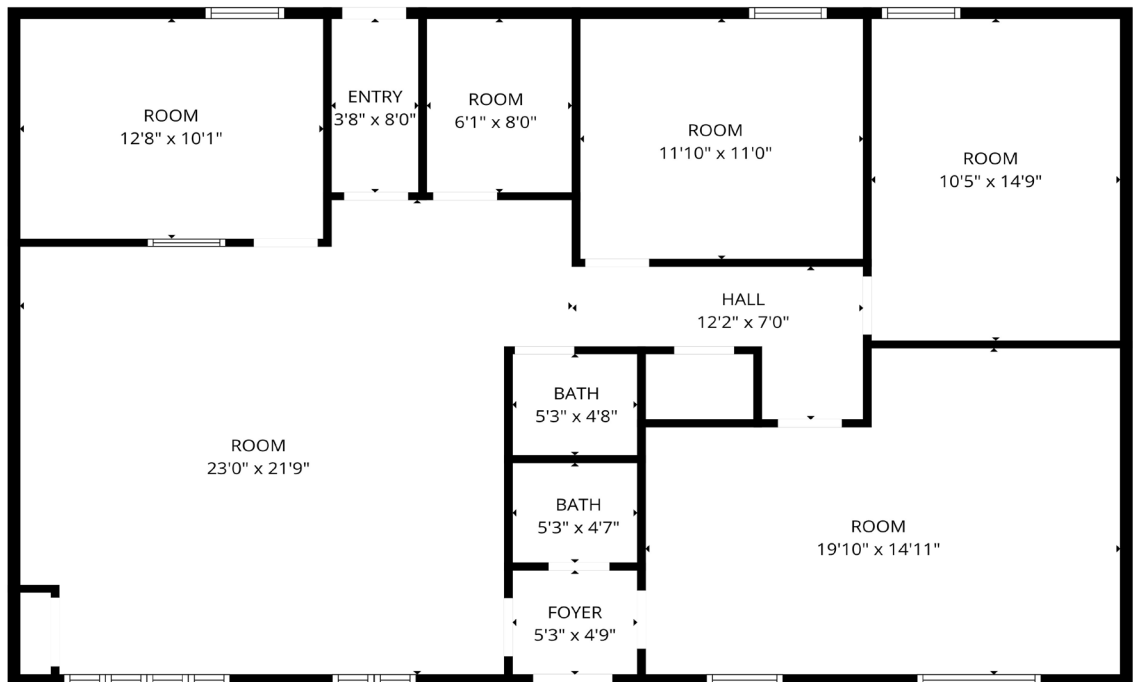 ROOM
12'8" x 10'1"
ENTRY
3'8" x 8'0"
ROOM
6'1" x 8'0"
ROOM
11'10" x 11'0"
ROOM
10'5" x 14'9"
HALL
12'2" x 7'0"
BATH
5'3" x 4'8"
ROOM
23'0" x 21'9"
BATH
5'3" x 4'7"
ROOM
19'10" x 14'11"
FOYER
5'3" x 4'9"